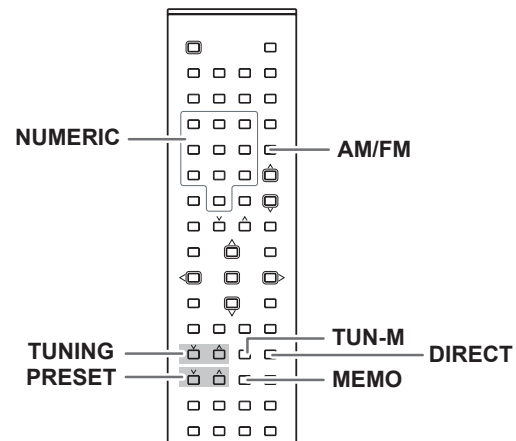 NUMERIC
AM/FM
TUN-M
TUNING
DIRECT
PRESET
MEMO